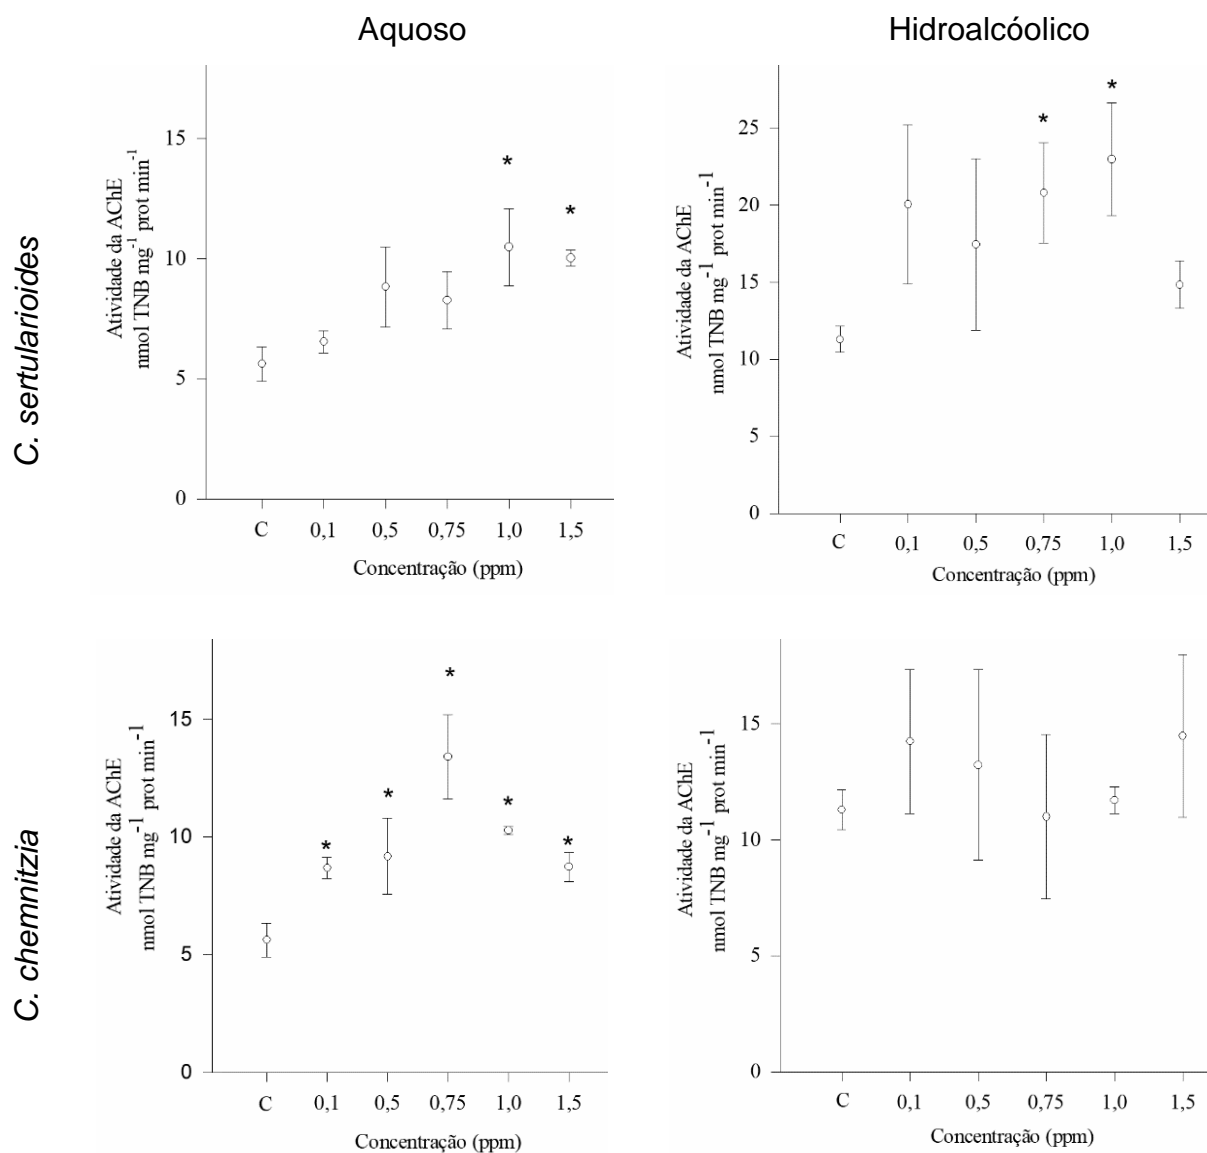 Aquoso
Hidroalcóolico
C. sertularioides
Atividade da AChE
nmol TNB mg⁻¹ prot min⁻¹
15
*
*
10
5
0
C 0,1 0,5 0,75 1,0 1,5
Concentração (ppm)
Atividade da AChE
nmol TNB mg⁻¹ prot min⁻¹
25
*
*
20
15
10
5
0
C 0,1 0,5 0,75 1,0 1,5
Concentração (ppm)
C. chemnitzia
Atividade da AChE
nmol TNB mg⁻¹ prot min⁻¹
15
*
*
*
*
*
10
5
0
C 0,1 0,5 0,75 1,0 1,5
Concentração (ppm)
Atividade da AChE
nmol TNB mg⁻¹ prot min⁻¹
15
10
5
0
C 0,1 0,5 0,75 1,0 1,5
Concentração (ppm)